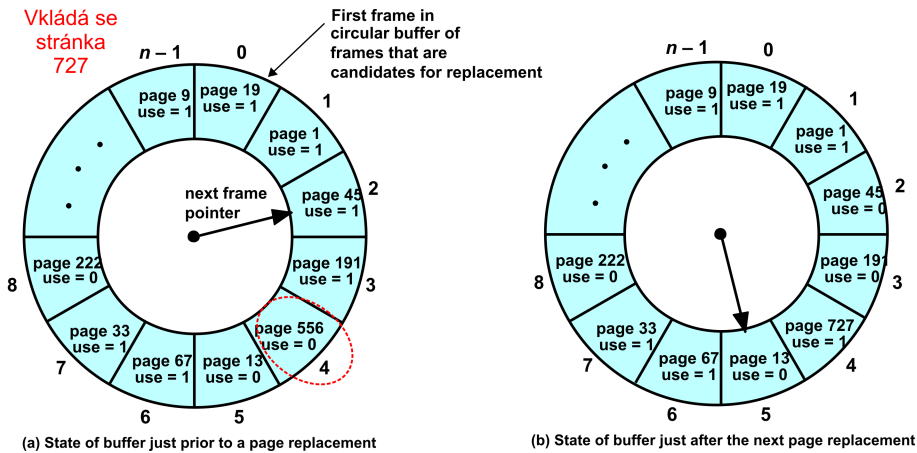 Vkládá se
stránka
727
First frame in
circular buffer of
frames that are
candidates for replacement
n – 1
0
page 9
use = 1
page 19
use = 1
1
page 1
use = 1
2
page 45
use = 1
next frame
pointer
page 191
use = 1
3
page 556
use = 0
4
page 13
use = 0
5
page 67
use = 1
6
page 33
use = 1
7
page 222
use = 0
8
(a) State of buffer just prior to a page replacement
n – 1
0
page 9
use = 1
page 19
use = 1
1
page 1
use = 1
2
page 45
use = 0
page 191
use = 0
3
page 727
use = 1
4
page 13
use = 0
5
page 67
use = 1
6
page 33
use = 1
7
page 222
use = 0
8
(b) State of buffer just after the next page replacement